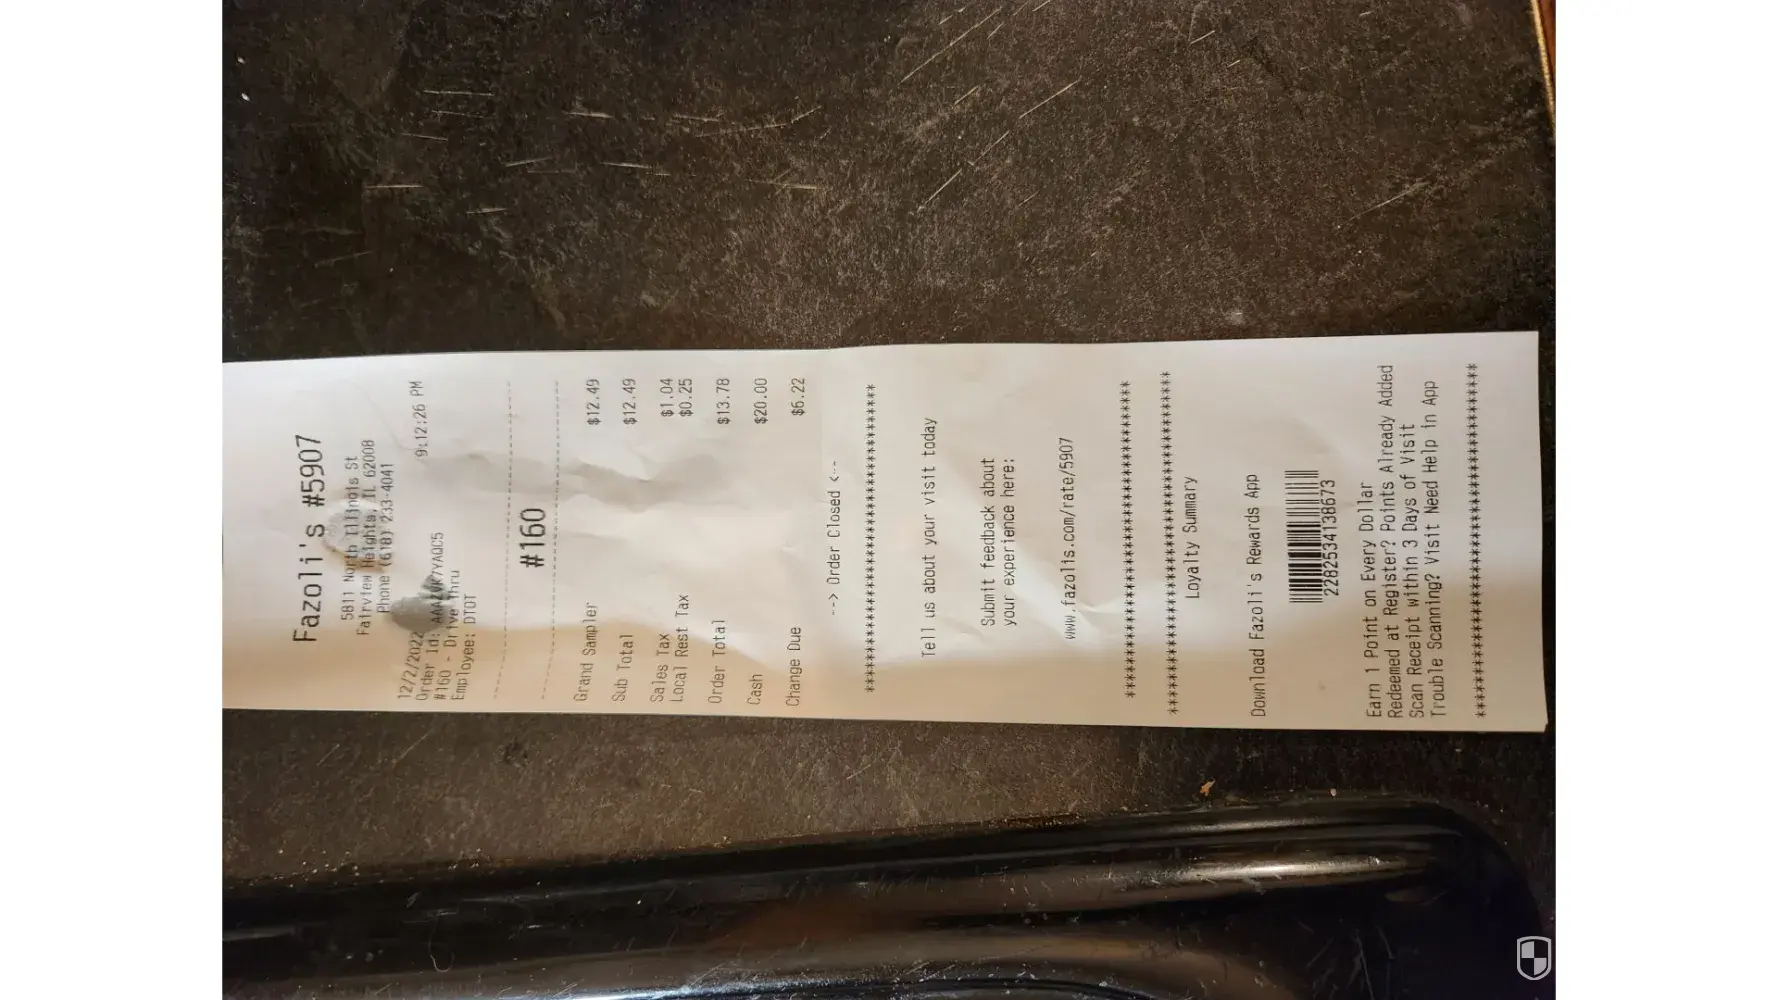 Fazoli's #5907
5811 North Illinois St
Fairview Heights, IL 62008
Phone (618) 233-4041
12/2/2022 9:12:26 PM
Order Id:
#160 - Drive Thru
Employee: DTOT
--------------------------------
#160
--------------------------------
Grand Sampler $12.49
Sub Total $12.49
Sales Tax $1.04
Local Rest Tax $0.25
Order Total $13.78
Cash $20.00
Change Due $6.22
--> Order Closed <--
****************************************
Tell us about your visit today
Submit feedback about
your experience here:
www.fazolis.com/rate/5907
****************************************
****************************************
Loyalty Summary
Download Fazoli's Rewards App
2282534138673
Earn 1 Point on Every Dollar
Redeemed at Register? Points Already Added
Scan Receipt within 3 Days of Visit
Trouble Scanning? Visit Need Help in App
****************************************